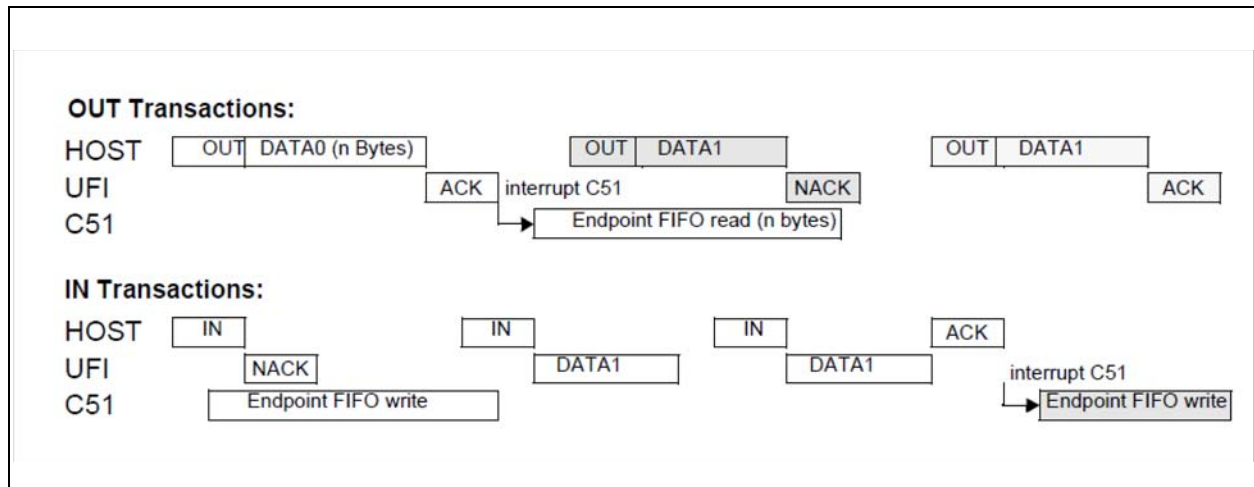 OUT Transactions:
HOST OUT DATA0 (n Bytes) OUT DATA1 OUT DATA1
UFI ACK interrupt C51 NACK ACK
C51 Endpoint FIFO read (n bytes)
IN Transactions:
HOST IN IN IN ACK
UFI NACK DATA1 DATA1 interrupt C51
C51 Endpoint FIFO write Endpoint FIFO write